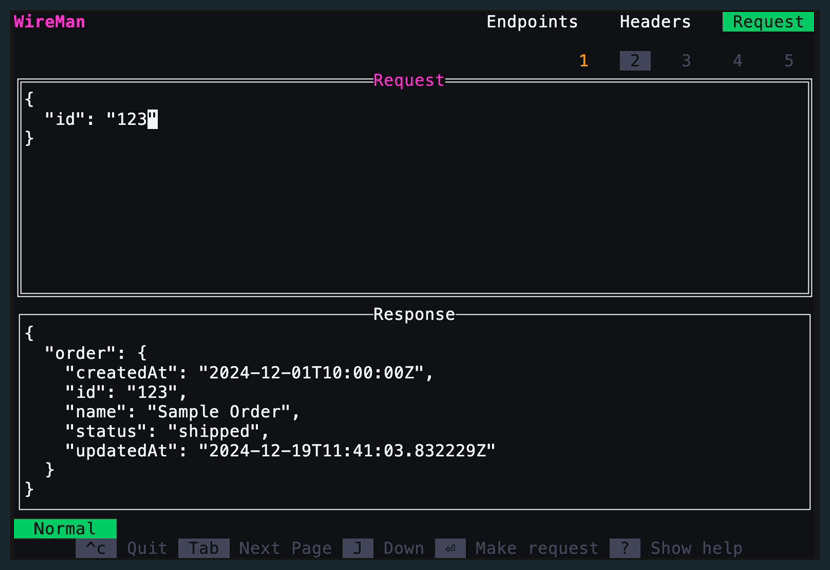 WireMan Endpoints Headers Request
1 2 3 4 5
Request
{
"id": "123"
}
Response
{
"order": {
"createdAt": "2024-12-01T10:00:00Z",
"id": "123",
"name": "Sample Order",
"status": "shipped",
"updatedAt": "2024-12-19T11:41:03.832229Z"
}
}
Normal
^c Quit Tab Next Page J Down ⏎ Make request ? Show help